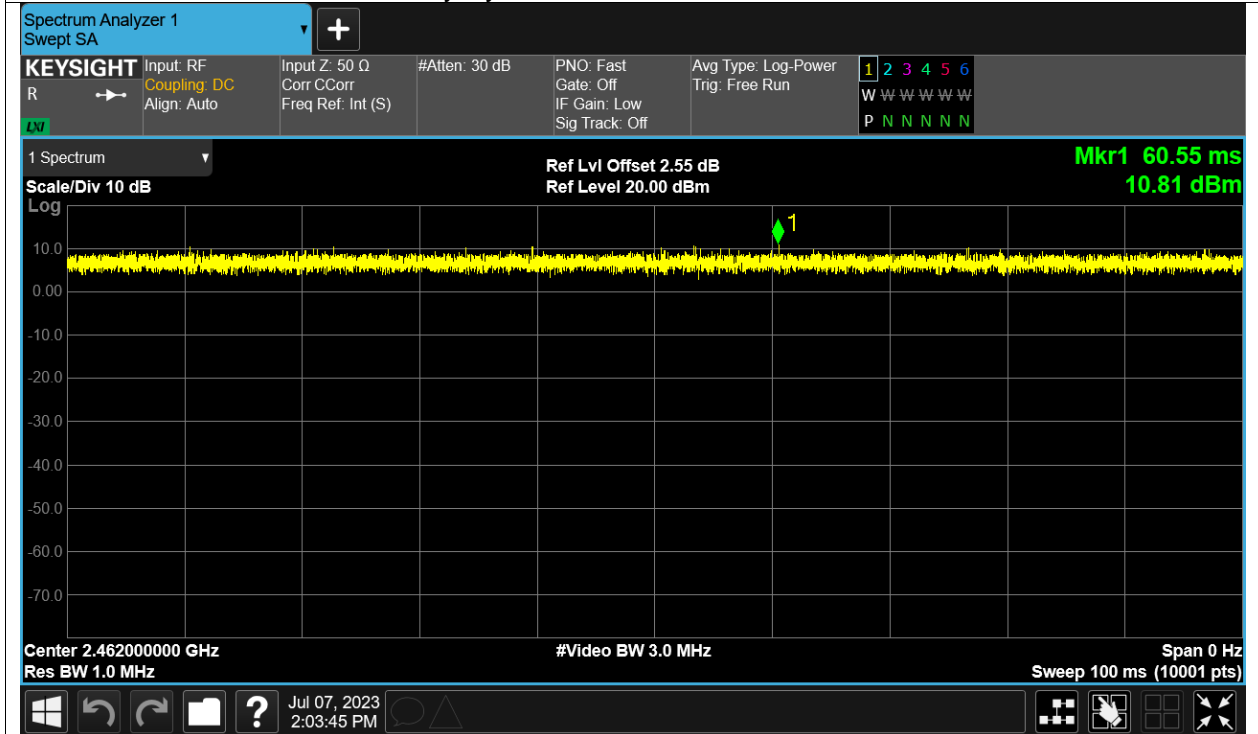 Spectrum Analyzer 1
Swept SA
▼
+
KEYSIGHT
R
LXI
Input: RF
Coupling: DC
Align: Auto
Input Z: 50 Ω
Corr CCorr
Freq Ref: Int (S)
#Atten: 30 dB
PNO: Fast
Gate: Off
IF Gain: Low
Sig Track: Off
Avg Type: Log-Power
Trig: Free Run
1 2 3 4 5 6
W W W W W W
P N N N N N
1 Spectrum ▼
Scale/Div 10 dB
Log
Ref Lvl Offset 2.55 dB
Ref Level 20.00 dBm
Mkr1 60.55 ms
10.81 dBm
1
10.0
0.00
-10.0
-20.0
-30.0
-40.0
-50.0
-60.0
-70.0
Center 2.462000000 GHz
Res BW 1.0 MHz
#Video BW 3.0 MHz
Span 0 Hz
Sweep 100 ms (10001 pts)
?
Jul 07, 2023
2:03:45 PM